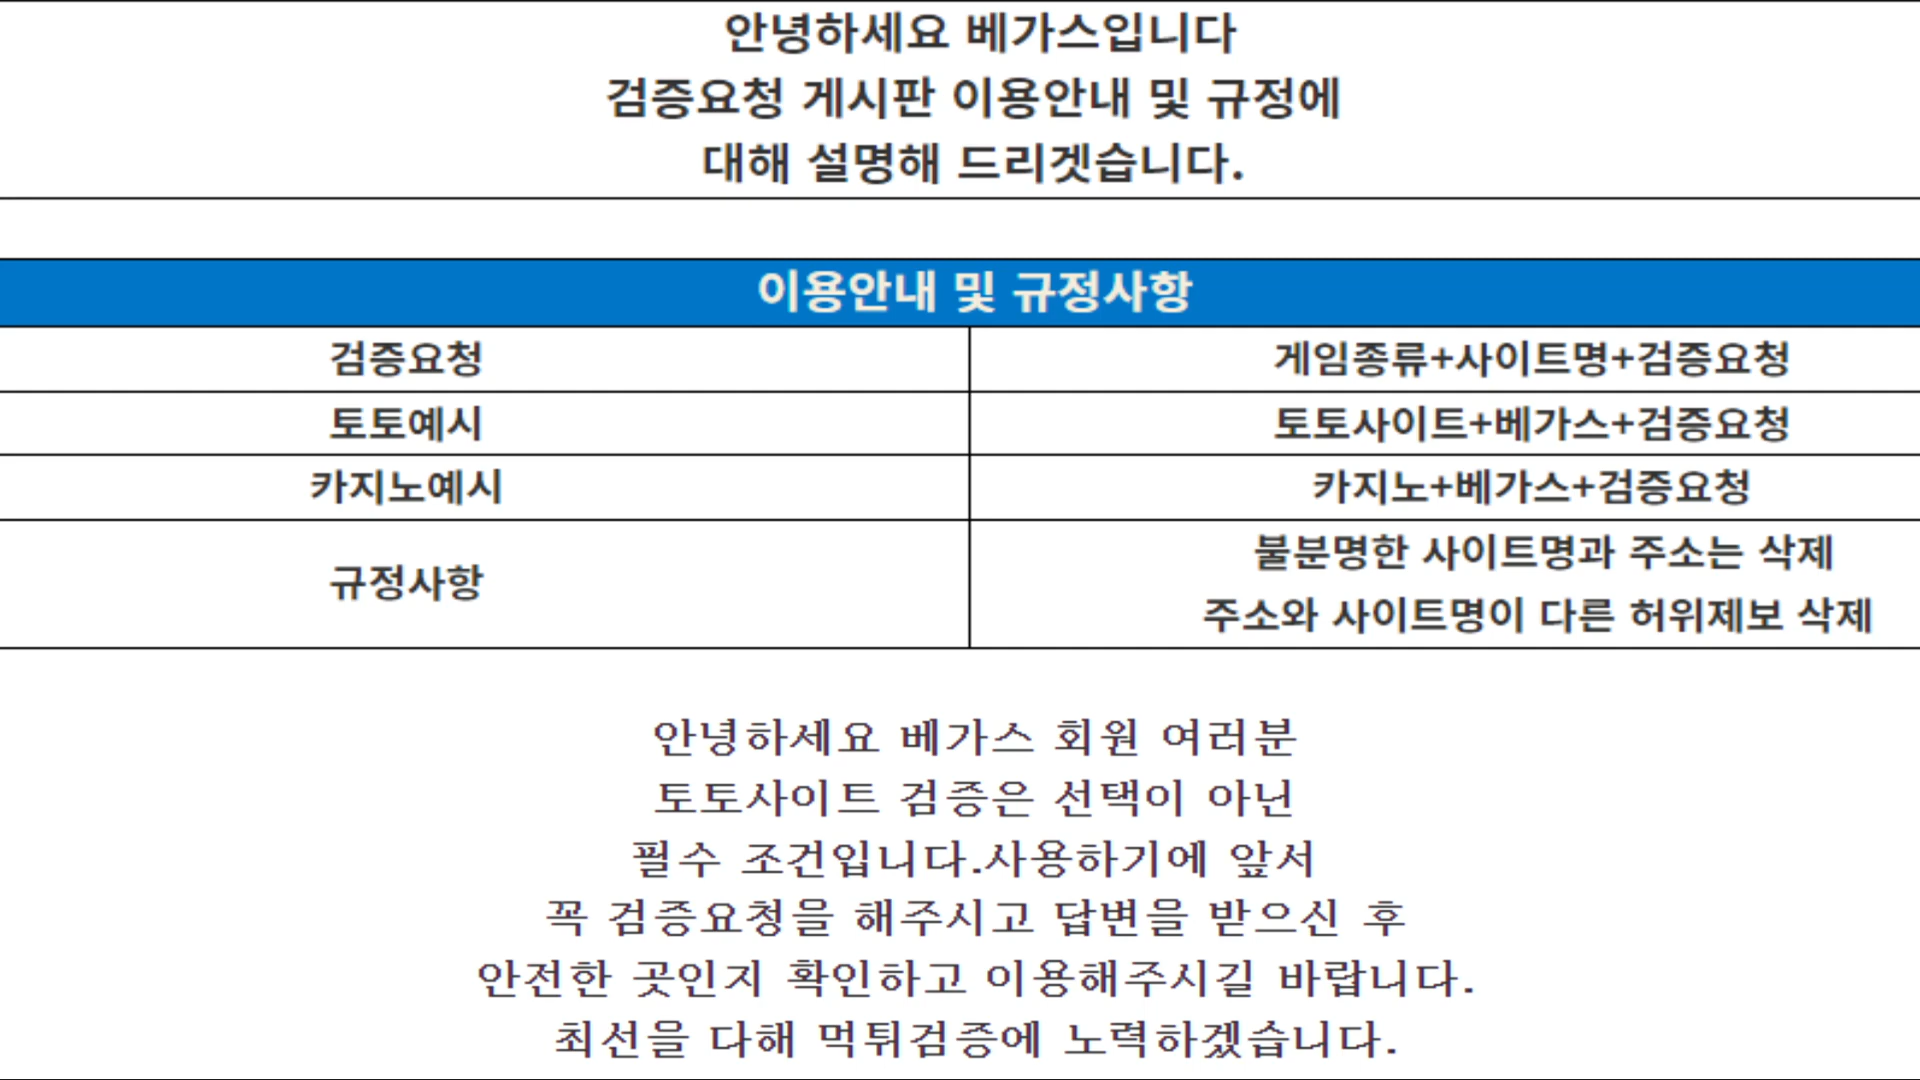 안녕하세요 베가스입니다
검증요청 게시판 이용안내 및 규정에
대해 설명해 드리겟습니다.
이용안내 및 규정사항
검증요청 게임종류+사이트명+검증요청
토토예시 토토사이트+베가스+검증요청
카지노예시 카지노+베가스+검증요청
규정사항
불분명한 사이트명과 주소는 삭제
주소와 사이트명이 다른 허위제보 삭제
안녕하세요 베가스 회원 여러분
토토사이트 검증은 선택이 아닌
필수 조건입니다.사용하기에 앞서
꼭 검증요청을 해주시고 답변을 받으신 후
안전한 곳인지 확인하고 이용해주시길 바랍니다.
최선을 다해 먹튀검증에 노력하겠습니다.